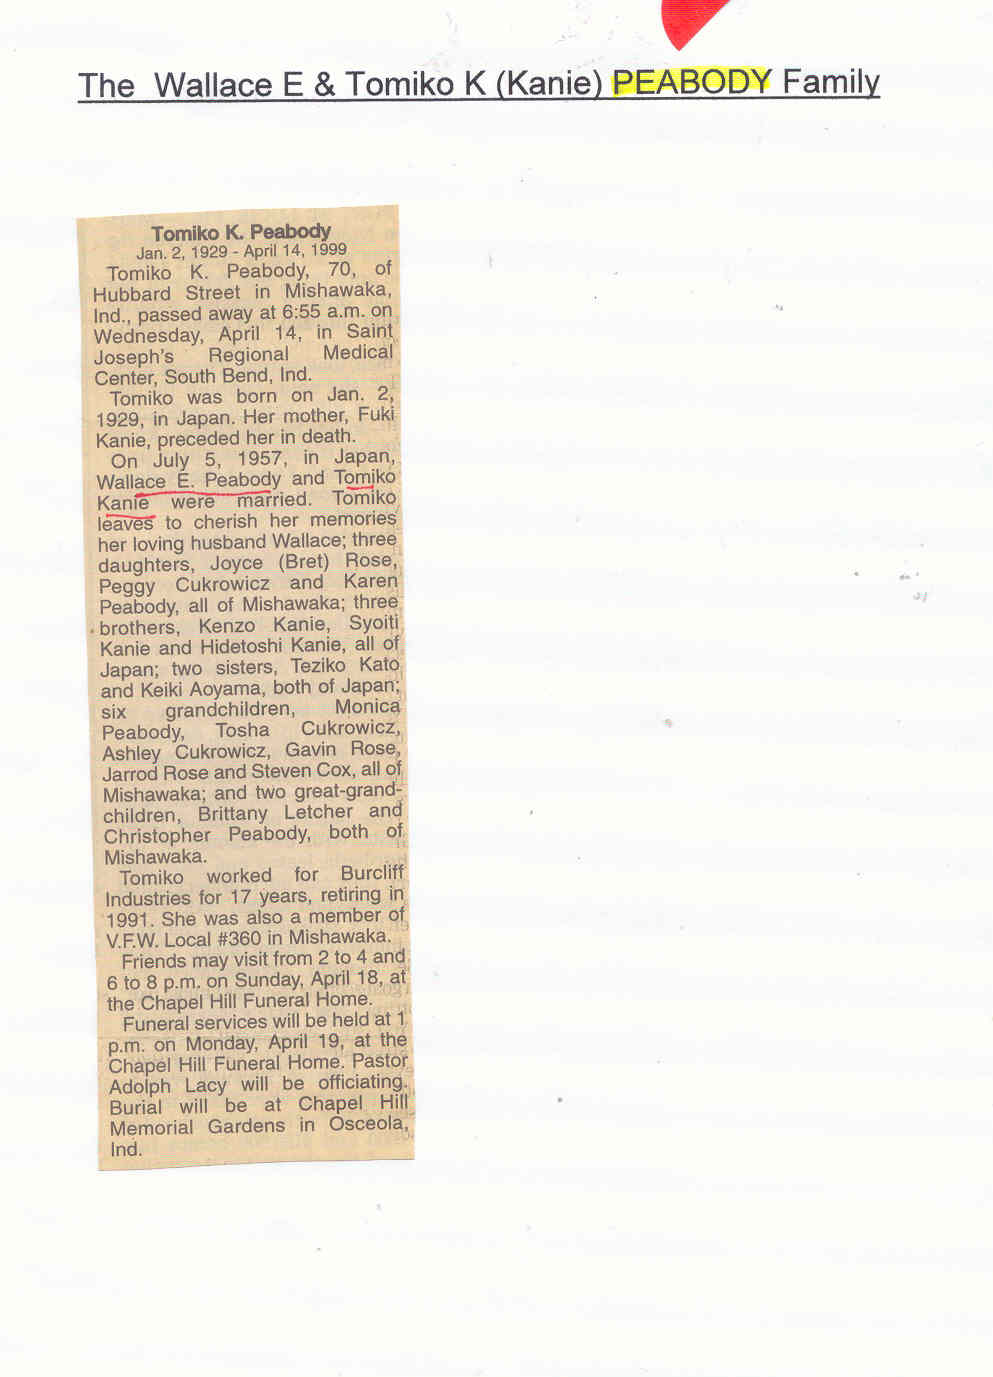 The Wallace E & Tomiko K (Kanie) PEABODY Family
Tomiko K. Peabody
Jan. 2, 1929 - April 14, 1999
Tomiko K. Peabody, 70, of
Hubbard Street in Mishawaka,
Ind., passed away at 6:55 a.m. on
Wednesday, April 14, in Saint
Joseph's Regional Medical
Center, South Bend, Ind.
Tomiko was born on Jan. 2,
1929, in Japan. Her mother, Fuki
Kanie, preceded her in death.
On July 5, 1957, in Japan,
Wallace E. Peabody and Tomiko
Kanie were married. Tomiko
leaves to cherish her memories
her loving husband Wallace; three
daughters, Joyce (Bret) Rose,
Peggy Cukrowicz and Karen
Peabody, all of Mishawaka; three
brothers, Kenzo Kanie, Syoiti
Kanie and Hidetoshi Kanie, all of
Japan; two sisters, Teziko Kato
and Keiki Aoyama, both of Japan;
six grandchildren, Monica
Peabody, Tosha Cukrowicz,
Ashley Cukrowicz, Gavin Rose,
Jarrod Rose and Steven Cox, all of
Mishawaka; and two great-grand-
children, Brittany Letcher and
Christopher Peabody, both of
Mishawaka.
Tomiko worked for Burcliff
Industries for 17 years, retiring in
1991. She was also a member of
V.F.W. Local #360 in Mishawaka.
Friends may visit from 2 to 4 and
6 to 8 p.m. on Sunday, April 18, at
the Chapel Hill Funeral Home.
Funeral services will be held at 1
p.m. on Monday, April 19, at the
Chapel Hill Funeral Home. Pastor
Adolph Lacy will be officiating.
Burial will be at Chapel Hill
Memorial Gardens in Osceola,
Ind.